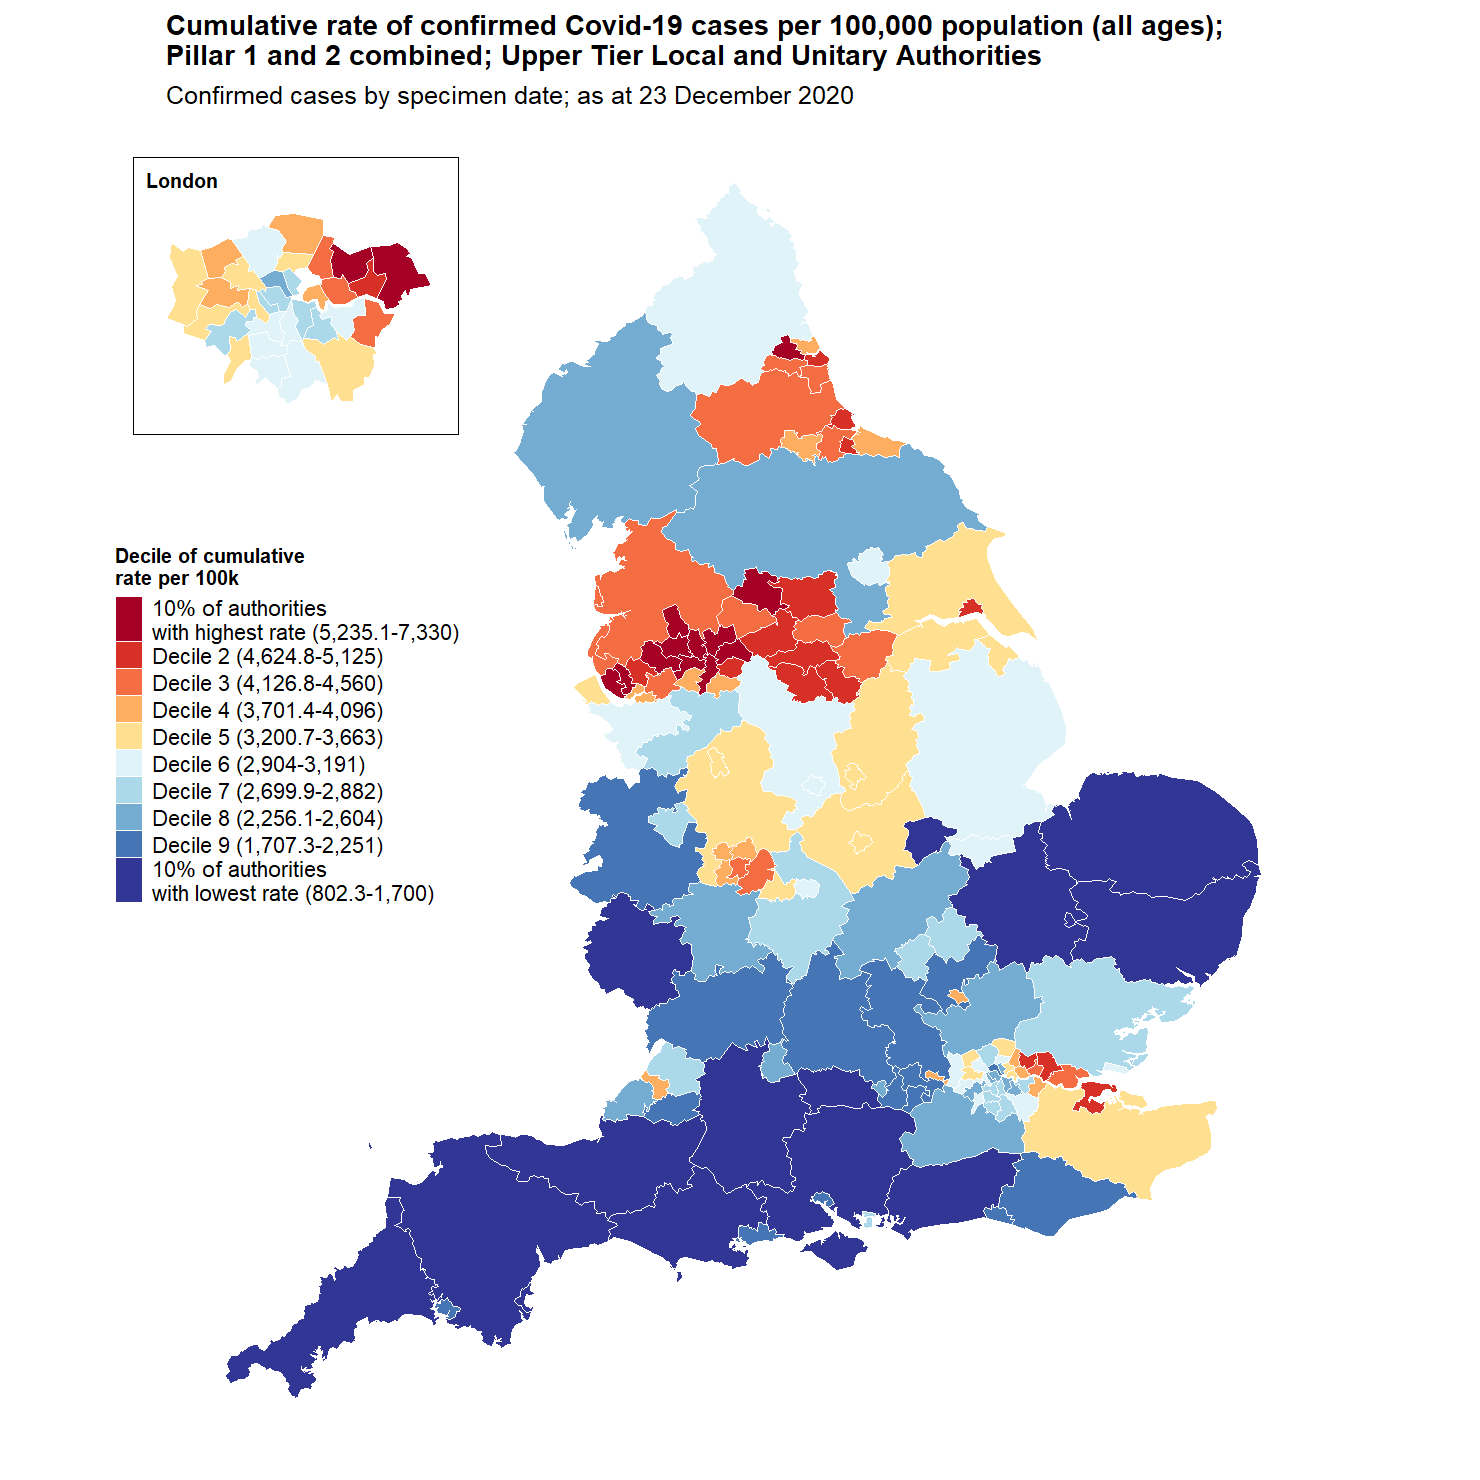 Cumulative rate of confirmed Covid-19 cases per 100,000 population (all ages);
Pillar 1 and 2 combined; Upper Tier Local and Unitary Authorities
Confirmed cases by specimen date; as at 23 December 2020
London
Decile of cumulative
rate per 100k
10% of authorities
with highest rate (5,235.1-7,330)
Decile 2 (4,624.8-5,125)
Decile 3 (4,126.8-4,560)
Decile 4 (3,701.4-4,096)
Decile 5 (3,200.7-3,663)
Decile 6 (2,904-3,191)
Decile 7 (2,699.9-2,882)
Decile 8 (2,256.1-2,604)
Decile 9 (1,707.3-2,251)
10% of authorities
with lowest rate (802.3-1,700)